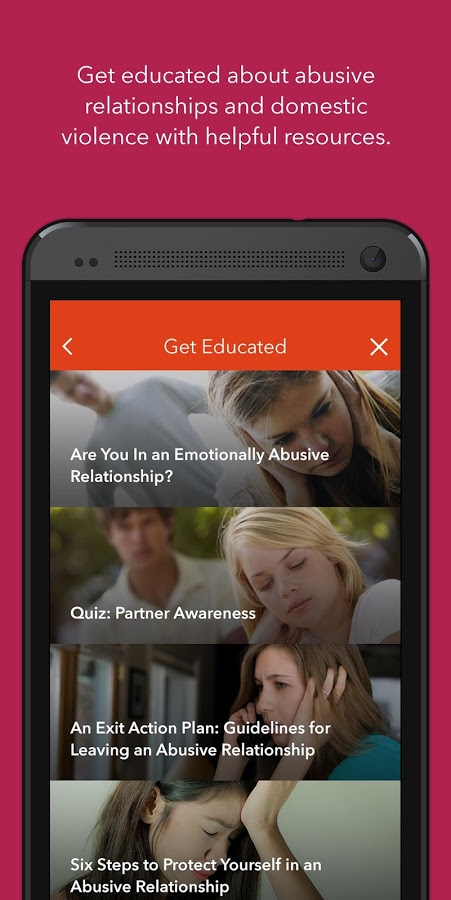 Get educated about abusive
relationships and domestic
violence with helpful resources.
Get Educated
Are You In an Emotionally Abusive
Relationship?
Quiz: Partner Awareness
An Exit Action Plan: Guidelines for
Leaving an Abusive Relationship
Six Steps to Protect Yourself in an
Abusive Relationship